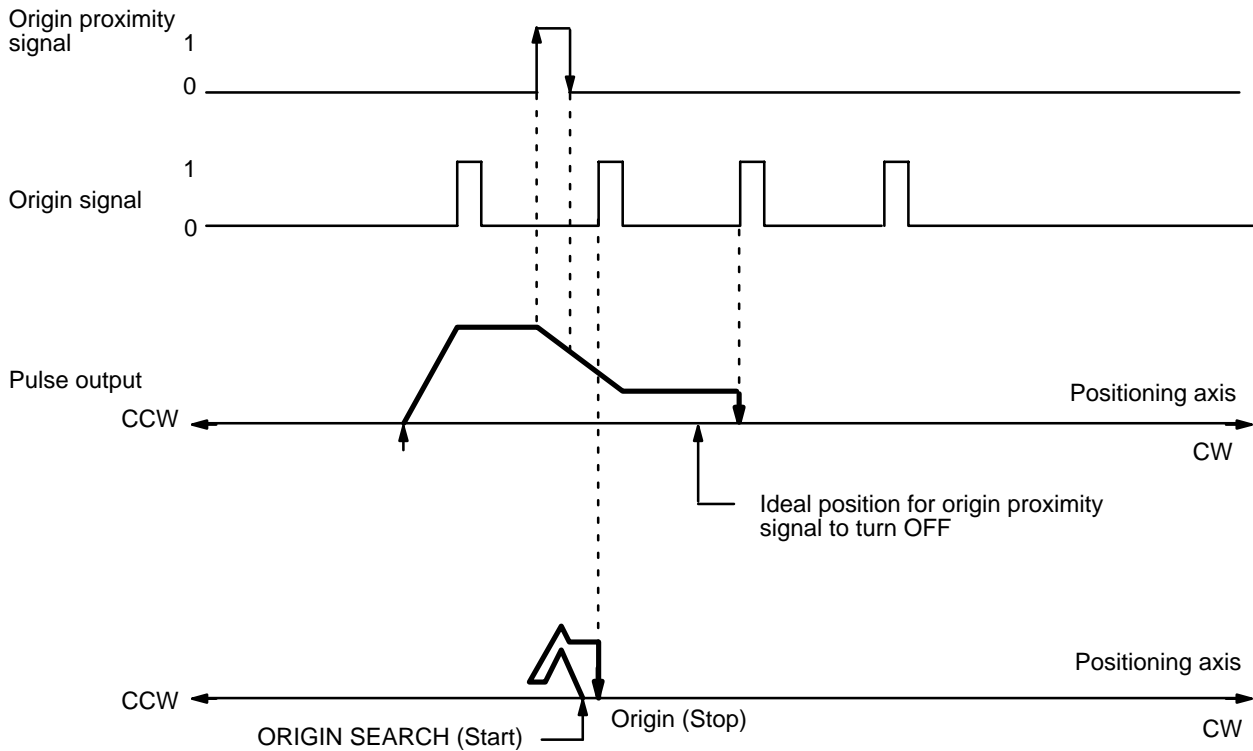 Origin proximity
signal
1
0
1
Origin signal
0
Pulse output
Positioning axis
CCW
CW
Ideal position for origin proximity
signal to turn OFF
Positioning axis
CCW
Origin (Stop)
CW
ORIGIN SEARCH (Start)